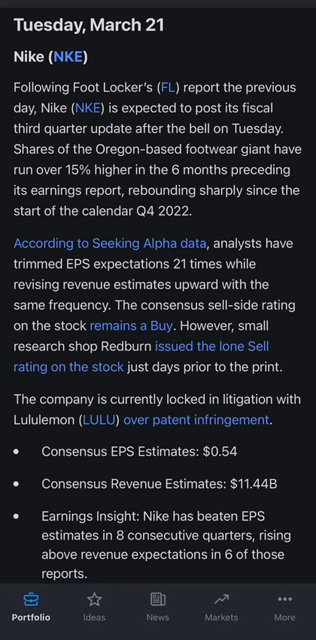 Tuesday, March 21
Nike (NKE)
Following Foot Locker's (FL) report the previous
day, Nike (NKE) is expected to post its fiscal
third quarter update after the bell on Tuesday.
Shares of the Oregon-based footwear giant have
run over 15% higher in the 6 months preceding
its earnings report, rebounding sharply since the
start of the calendar Q4 2022.
According to Seeking Alpha data, analysts have
trimmed EPS expectations 21 times while
revising revenue estimates upward with the
same frequency. The consensus sell-side rating
on the stock remains a Buy. However, small
research shop Redburn issued the lone Sell
rating on the stock just days prior to the print.
The company is currently locked in litigation with
Lululemon (LULU) over patent infringement.
• Consensus EPS Estimates: $0.54
• Consensus Revenue Estimates: $11.44B
• Earnings Insight: Nike has beaten EPS
estimates in 8 consecutive quarters, rising
above revenue expectations in 6 of those
reports.
Portfolio Ideas News Markets More